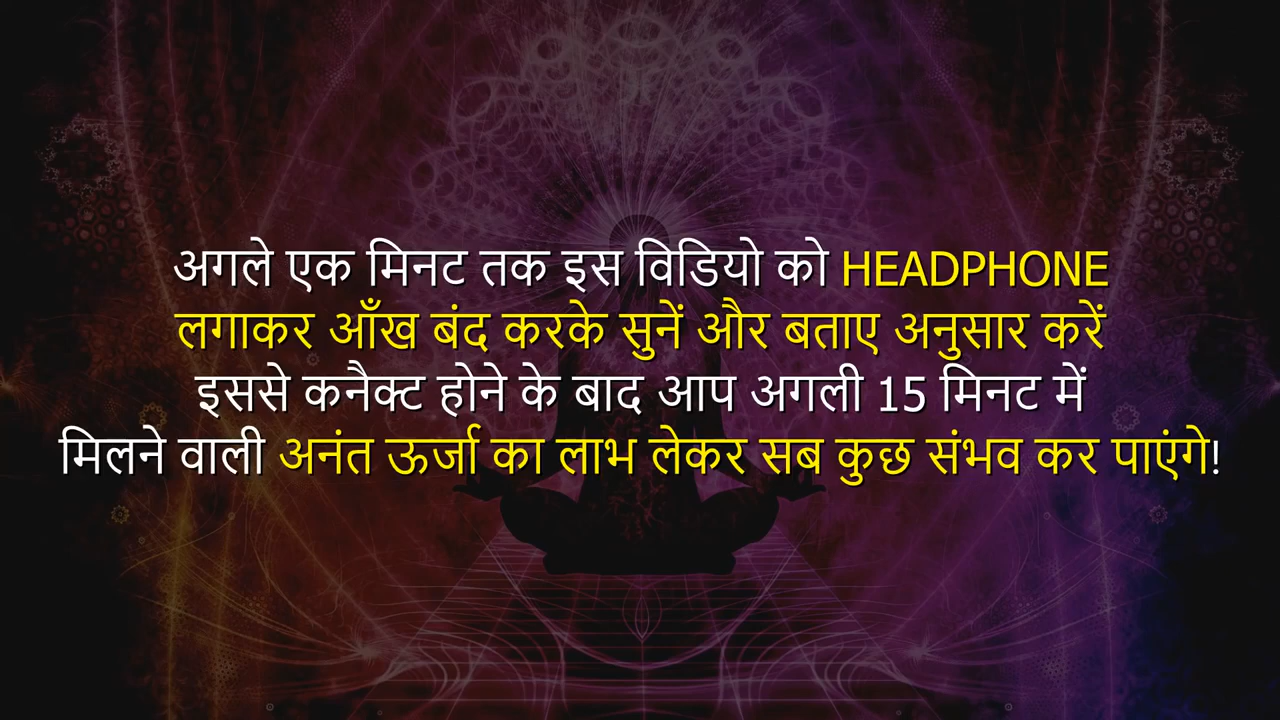 अगले एक मिनट तक इस विडियो को HEADPHONE
लगाकर आँख बंद करके सुनें और बताए अनुसार करें
इससे कनैक्ट होने के बाद आप अगली 15 मिनट में
मिलने वाली अनंत ऊर्जा का लाभ लेकर सब कुछ संभव कर पाएंगे!